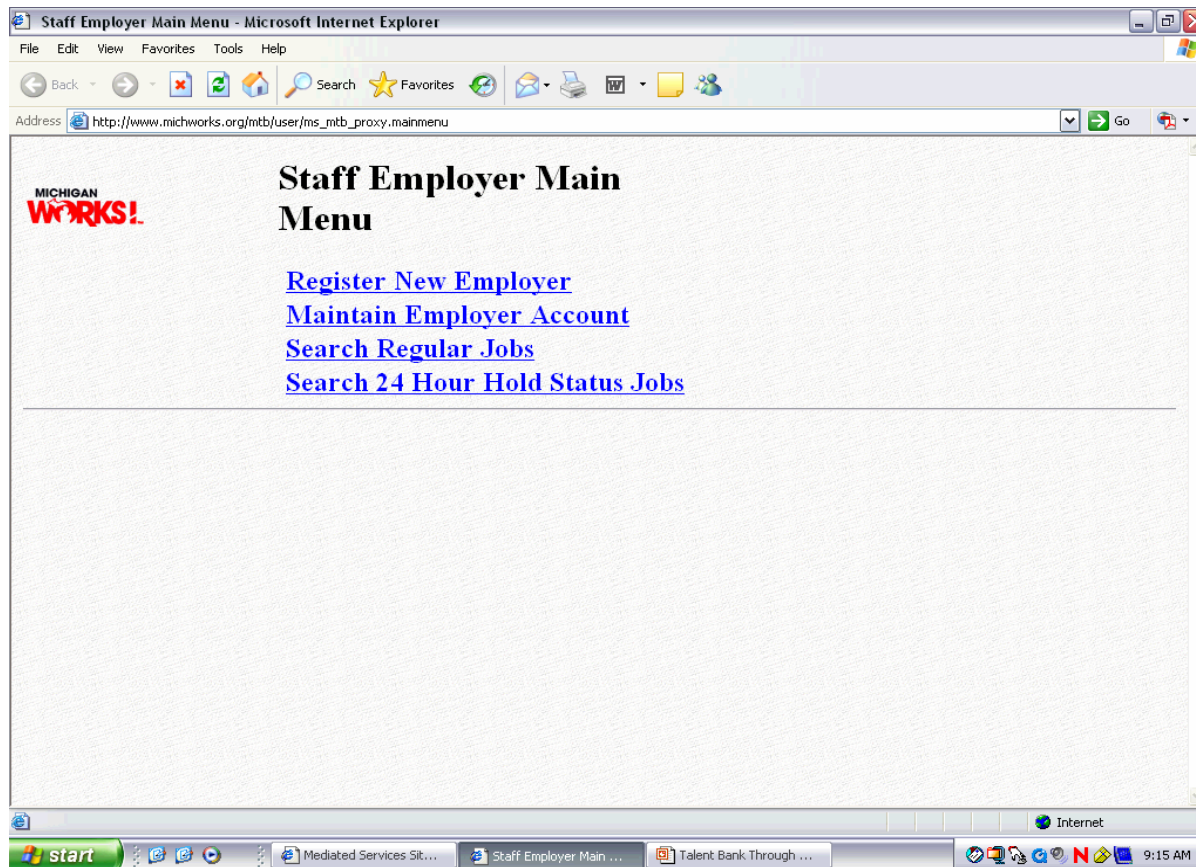 Staff Employer Main Menu - Microsoft Internet Explorer
File Edit View Favorites Tools Help
Back Search Favorites
Address http://www.michworks.org/mtb/user/ms_mtb_proxy.mainmenu Go
MICHIGAN
WORKS!
Staff Employer Main
Menu
Register New Employer
Maintain Employer Account
Search Regular Jobs
Search 24 Hour Hold Status Jobs
Internet
start Mediated Services Sit... Staff Employer Main ... Talent Bank Through ... 9:15 AM